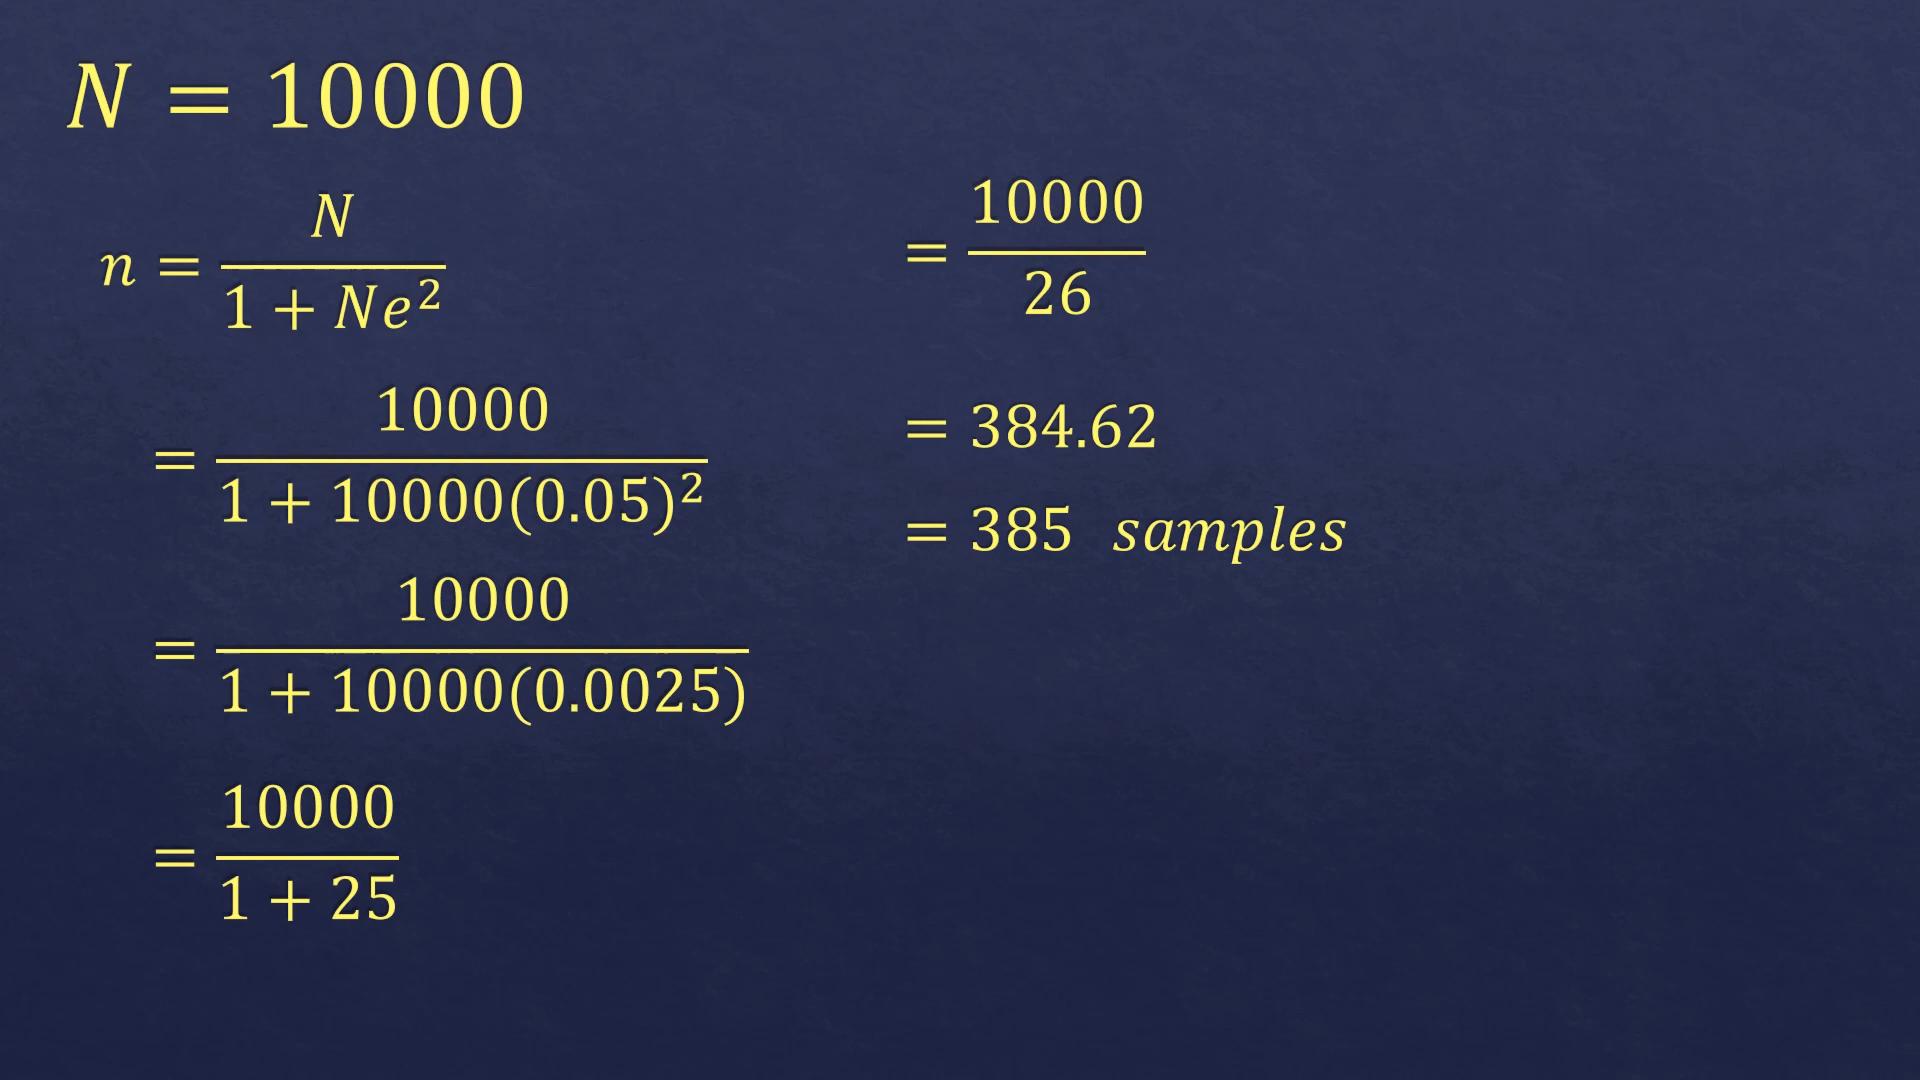 N = 10000
n = N / (1 + Ne²)
= 10000 / (1 + 10000(0.05)²)
= 10000 / (1 + 10000(0.0025))
= 10000 / (1 + 25)
= 10000 / 26
= 384.62
= 385 samples